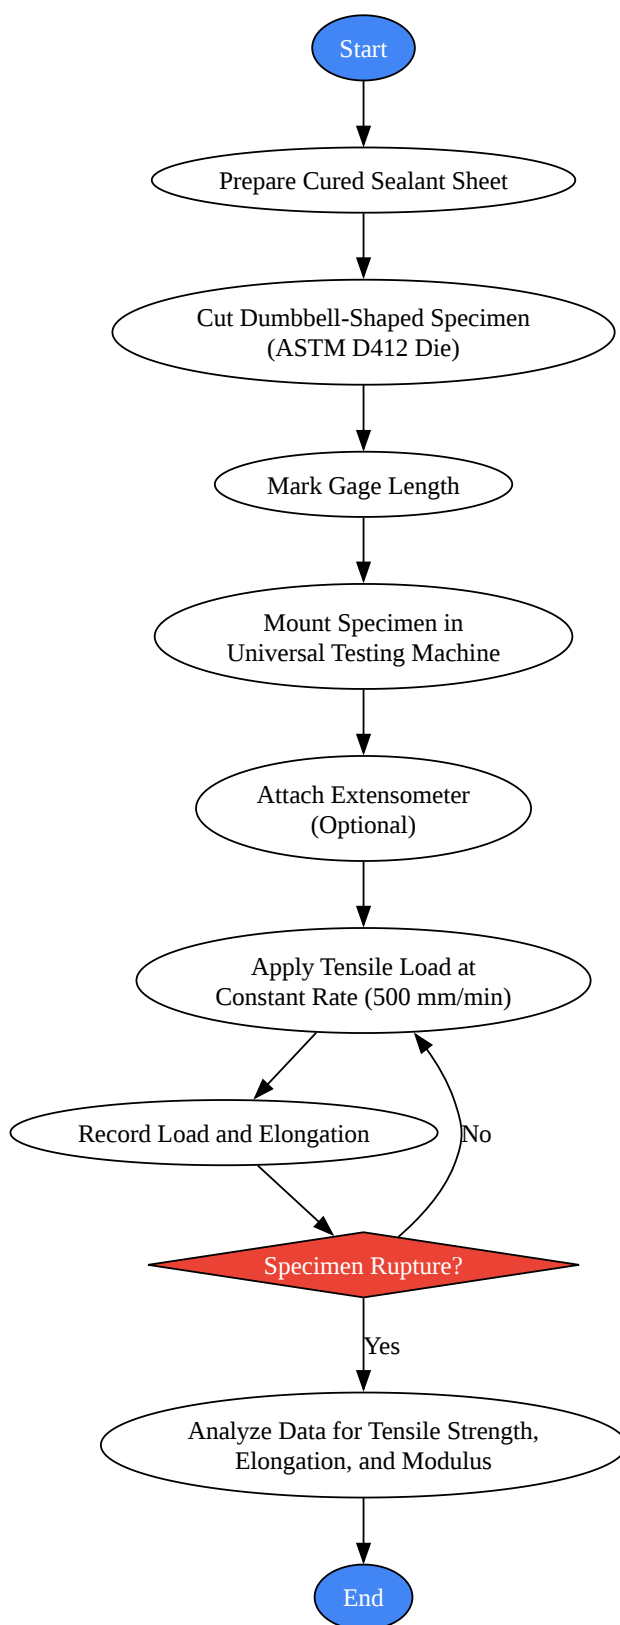 Start
Prepare Cured Sealant Sheet
Cut Dumbbell-Shaped Specimen
(ASTM D412 Die)
Mark Gage Length
Mount Specimen in
Universal Testing Machine
Attach Extensometer
(Optional)
Apply Tensile Load at
Constant Rate (500 mm/min)
Record Load and Elongation
No
Specimen Rupture?
Yes
Analyze Data for Tensile Strength,
Elongation, and Modulus
End